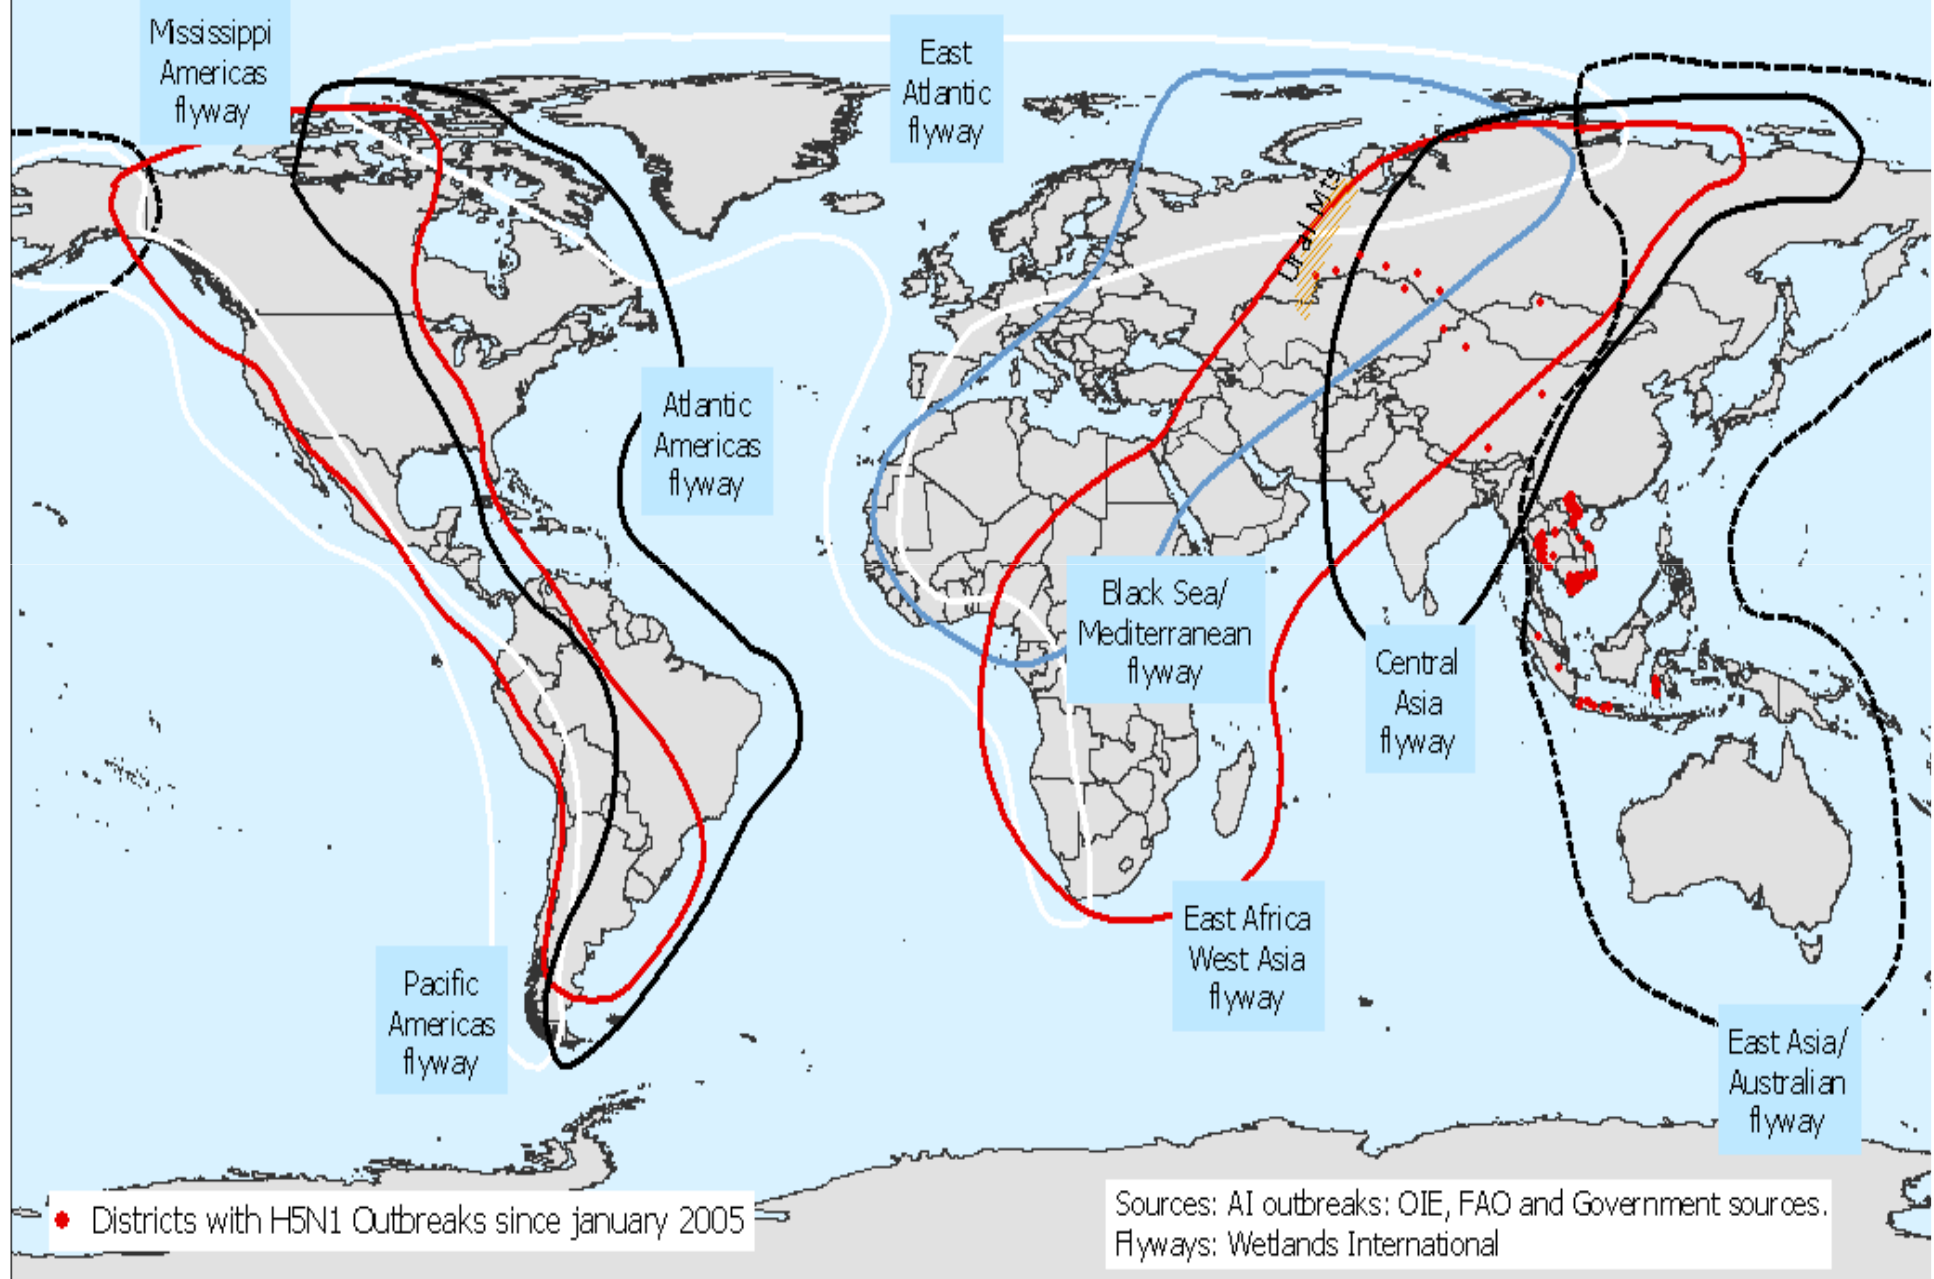 Mississippi
Americas
flyway
East
Atlantic
flyway
Ural Mts
Atlantic
Americas
flyway
Black Sea/
Mediterranean
flyway
Central
Asia
flyway
East Africa
West Asia
flyway
Pacific
Americas
flyway
East Asia/
Australian
flyway
Districts with H5N1 Outbreaks since january 2005
Sources: AI outbreaks: OIE, FAO and Government sources.
Flyways: Wetlands International